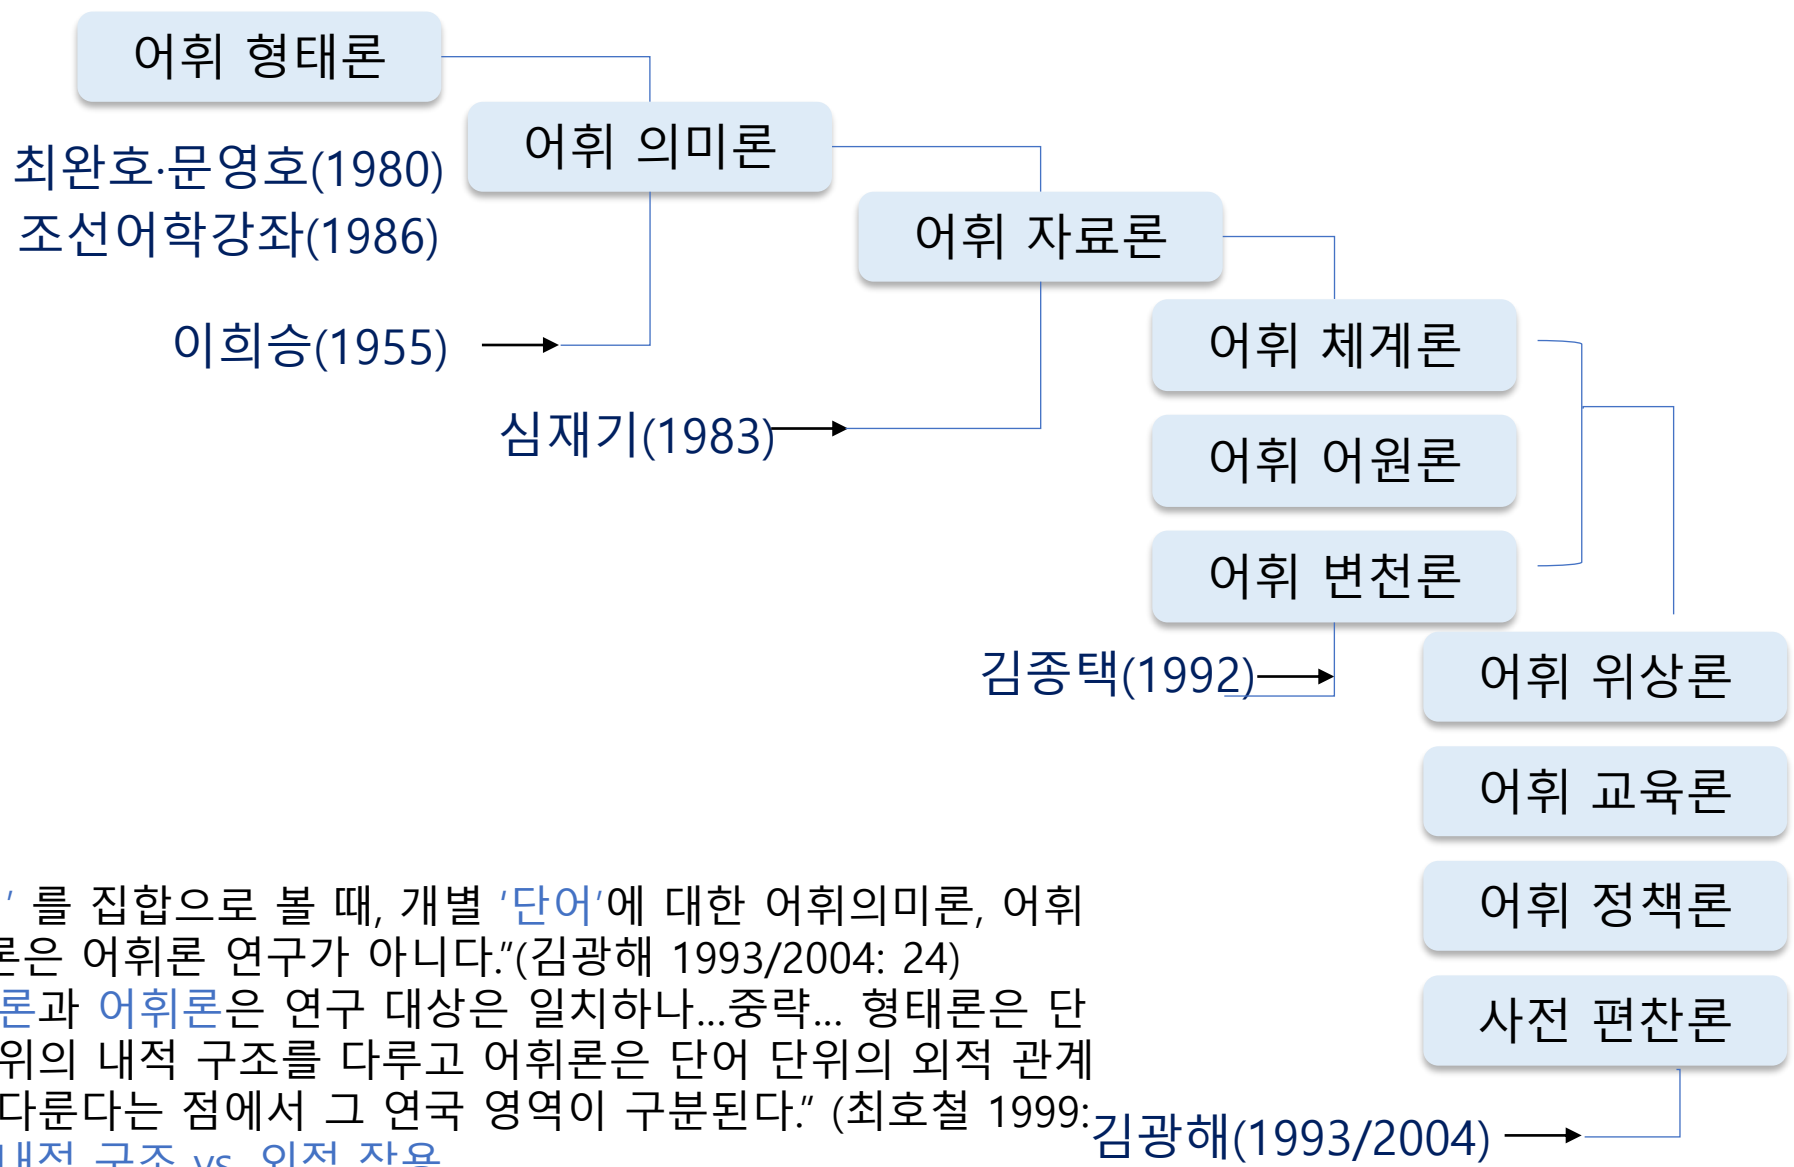 어휘 형태론
어휘 의미론
최완호·문영호(1980)
조선어학강좌(1986)
어휘 자료론
이희승(1955)
어휘 체계론
심재기(1983)
어휘 어원론
어휘 변천론
김종택(1992)
어휘 위상론
어휘 교육론
어휘 정책론
사전 편찬론
’ 를 집합으로 볼 때, 개별 ‘단어’에 대한 어휘의미론, 어휘
론은 어휘론 연구가 아니다.”(김광해 1993/2004: 24)
론과 어휘론은 연구 대상은 일치하나...중략... 형태론은 단
위의 내적 구조를 다루고 어휘론은 단어 단위의 외적 관계
다룬다는 점에서 그 연국 영역이 구분된다.” (최호철 1999:
내적 구조 vs. 외적 작용
김광해(1993/2004)